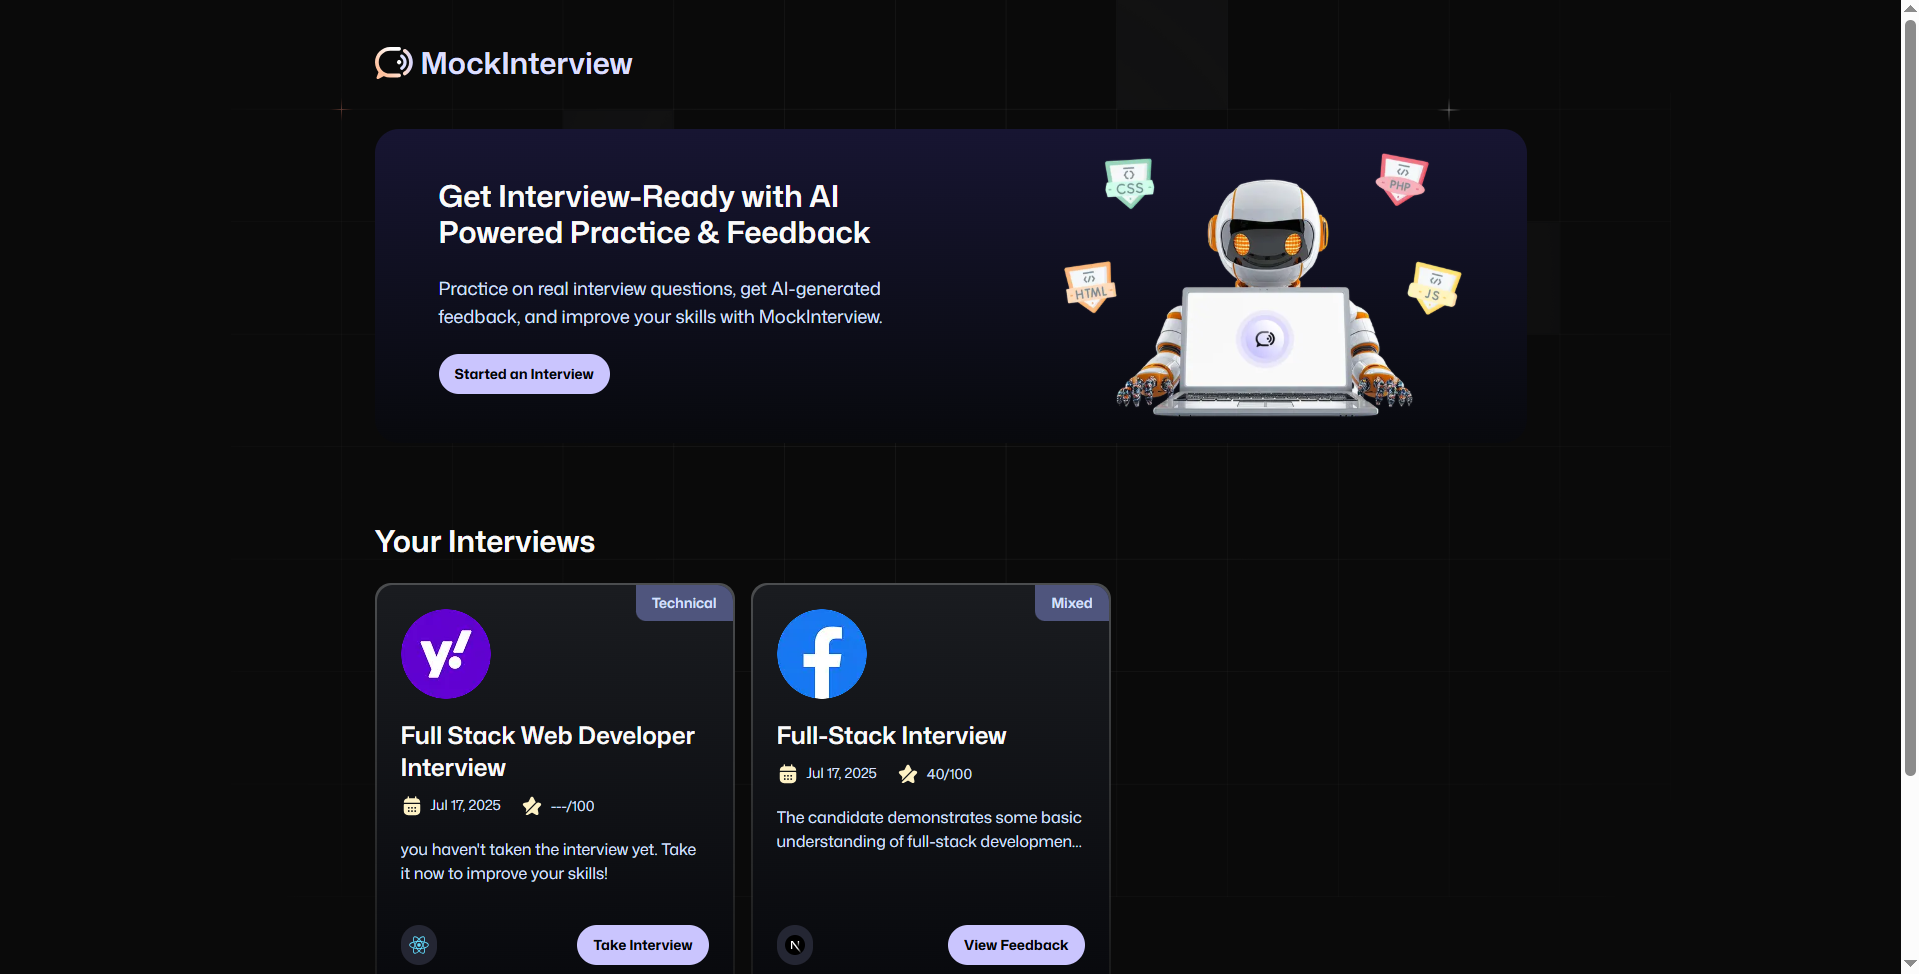 MockInterview
Get Interview-Ready with AI
Powered Practice & Feedback
Practice on real interview questions, get AI-generated
feedback, and improve your skills with MockInterview.
Started an Interview
CSS
PHP
HTML
JS
Your Interviews
Technical
y!
Full Stack Web Developer
Interview
Jul 17, 2025
---/100
you haven't taken the interview yet. Take
it now to improve your skills!
Take Interview
Mixed
f
Full-Stack Interview
Jul 17, 2025
40/100
The candidate demonstrates some basic
understanding of full-stack developmen...
N
View Feedback